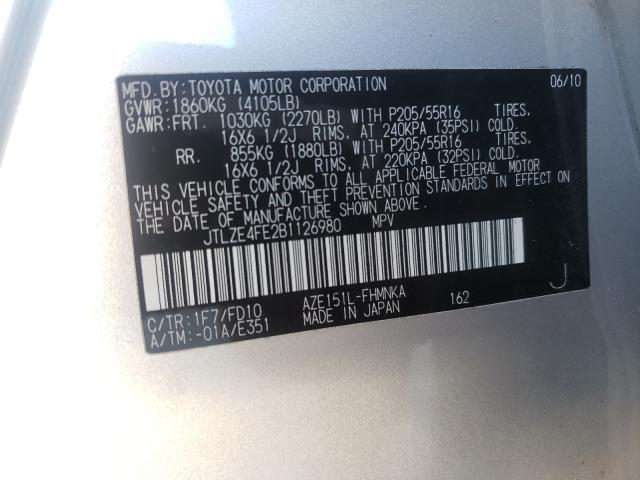 MFD.BY:TOYOTA MOTOR CORPORATION 06/10
GVWR:1860KG (4105LB)
GAWR:FRT. 1030KG (2270LB) WITH P205/55R16 TIRES.
16X6 1/2J RIMS. AT 240KPA (35PSI) COLD.
RR. 855KG (1880LB) WITH P205/55R16 TIRES.
16X6 1/2J RIMS. AT 220KPA (32PSI) COLD.
THIS VEHICLE CONFORMS TO ALL APPLICABLE FEDERAL MOTOR
VEHICLE SAFETY AND THEFT PREVENTION STANDARDS IN EFFECT ON
THE DATE OF MANUFACTURE SHOWN ABOVE.
JTLZE4FE2B1126980 MPV
C/TR:1F7/FD10 AZE151L-FHMNKA 162 J
A/TM:-01A/E351 MADE IN JAPAN